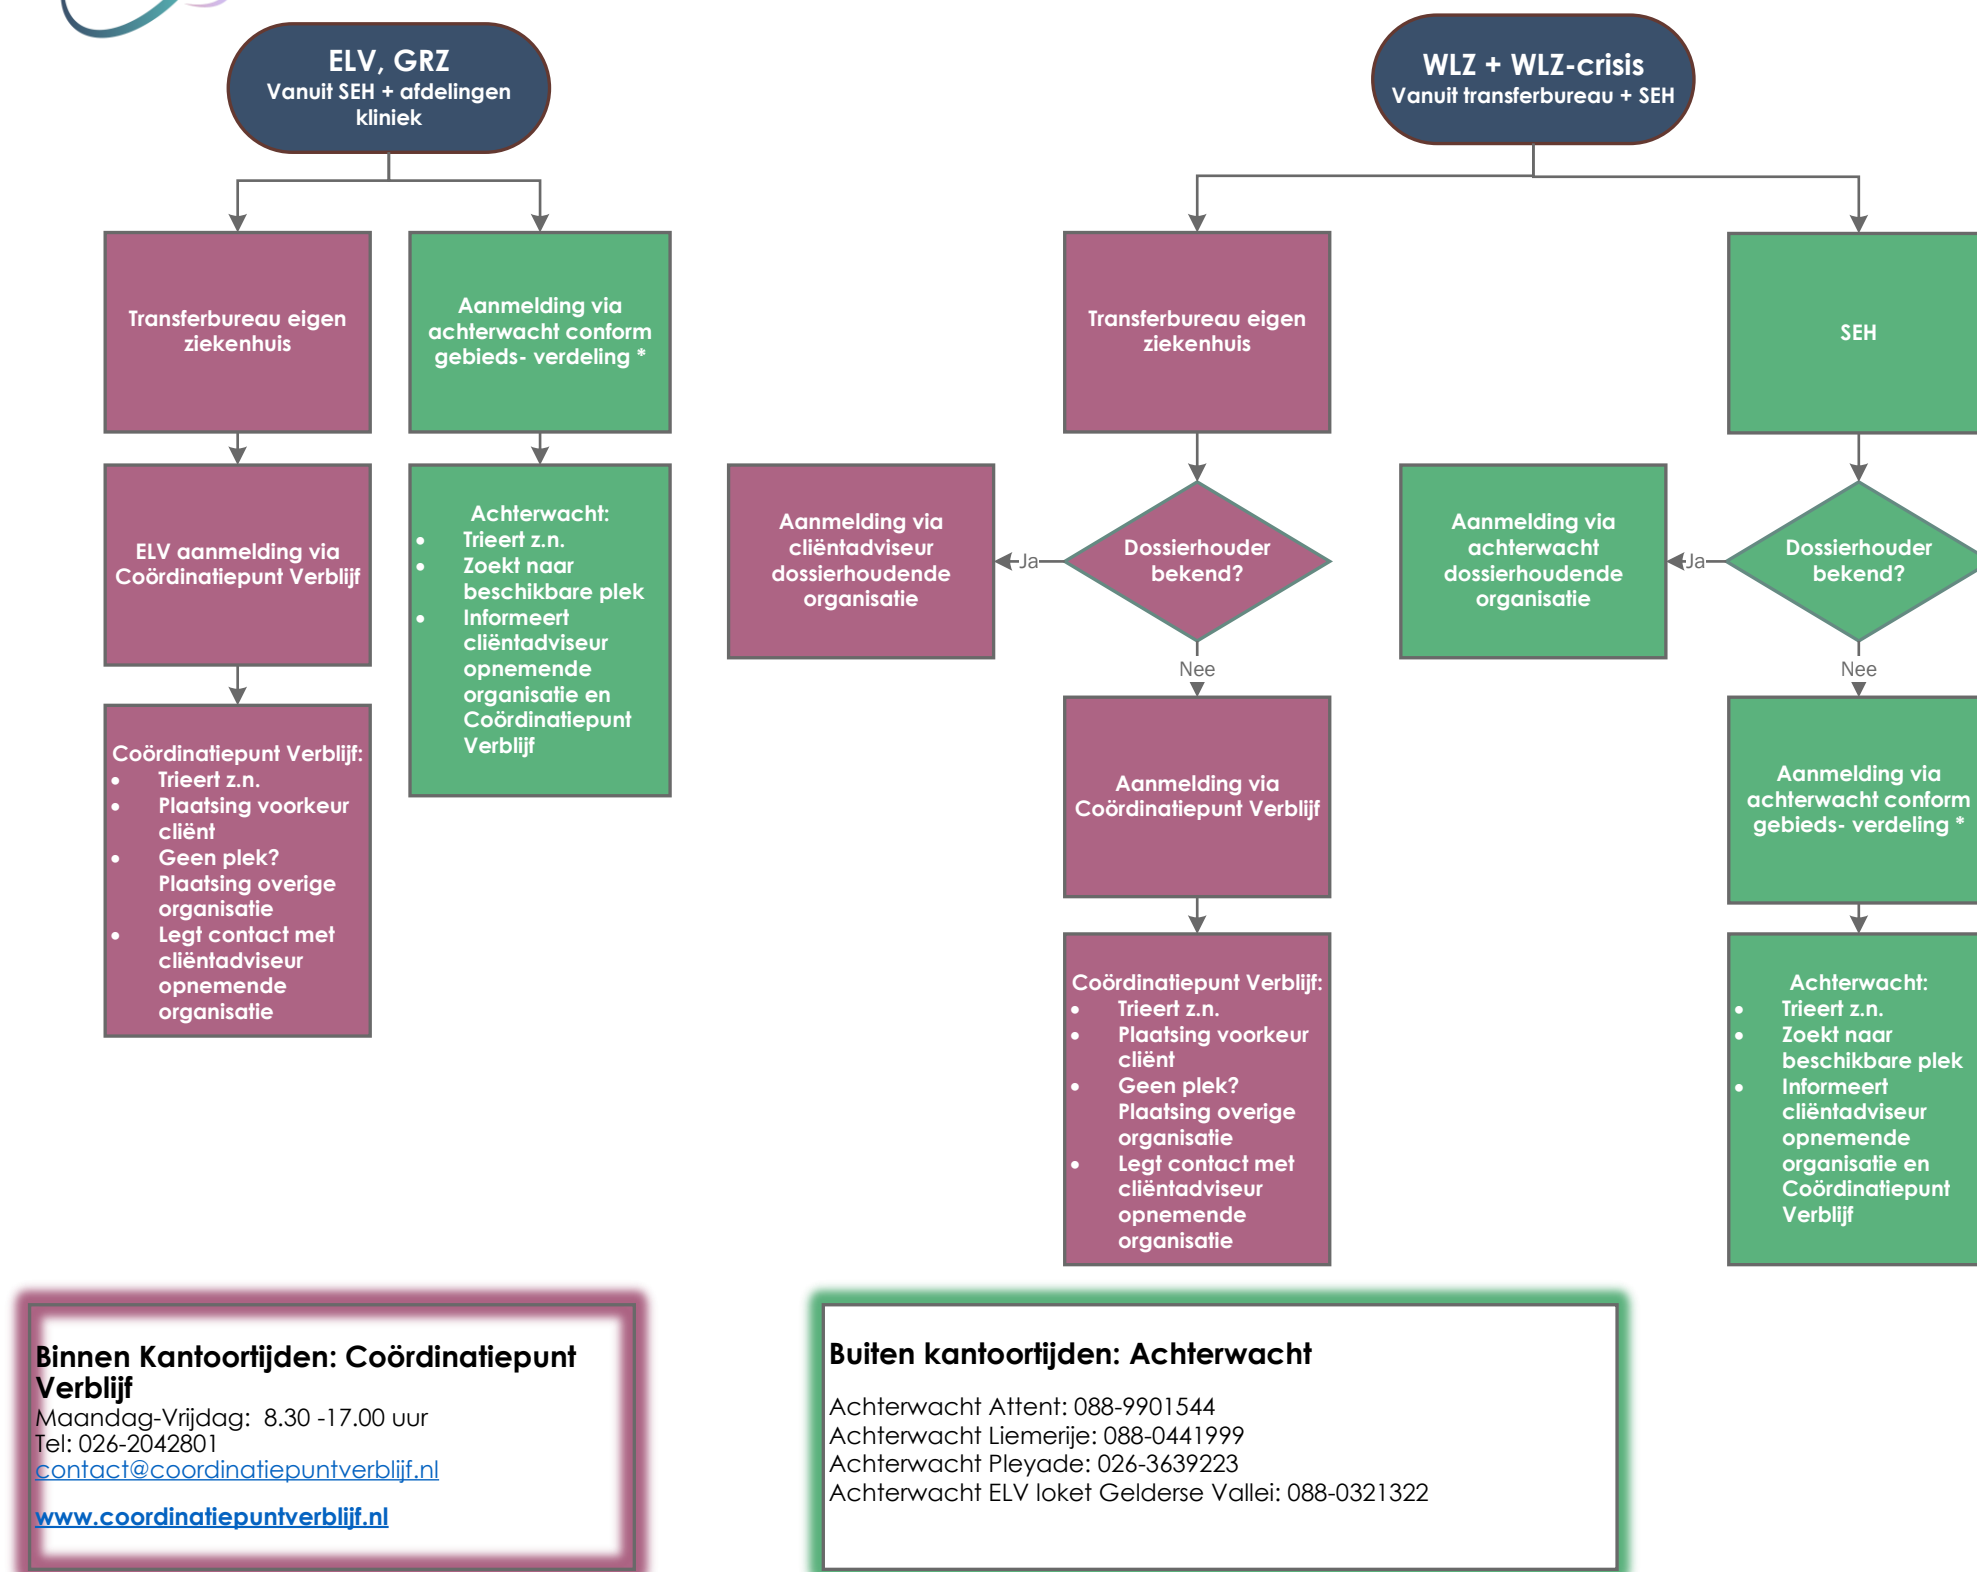 ELV, GRZ
Vanuit SEH + afdelingen
kliniek
Transferbureau eigen
ziekenhuis
Aanmelding via
achterwacht conform
gebieds- verdeling *
ELV aanmelding via
Coördinatiepunt Verblijf
Achterwacht:
• Trieert z.n.
• Zoekt naar
beschikbare plek
• Informeert
cliëntadviseur
opnemende
organisatie en
Coördinatiepunt
Verblijf
Coördinatiepunt Verblijf:
• Trieert z.n.
• Plaatsing voorkeur
cliënt
• Geen plek?
Plaatsing overige
organisatie
• Legt contact met
cliëntadviseur
opnemende
organisatie
WLZ + WLZ-crisis
Vanuit transferbureau + SEH
Transferbureau eigen
ziekenhuis
SEH
Aanmelding via
cliëntadviseur
dossierhoudende
organisatie
Ja
Dossierhouder
bekend?
Nee
Aanmelding via
Coördinatiepunt Verblijf
Coördinatiepunt Verblijf:
• Trieert z.n.
• Plaatsing voorkeur
cliënt
• Geen plek?
Plaatsing overige
organisatie
• Legt contact met
cliëntadviseur
opnemende
organisatie
Aanmelding via
achterwacht
dossierhoudende
organisatie
Ja
Dossierhouder
bekend?
Nee
Aanmelding via
achterwacht conform
gebieds- verdeling *
Achterwacht:
• Trieert z.n.
• Zoekt naar
beschikbare plek
• Informeert
cliëntadviseur
opnemende
organisatie en
Coördinatiepunt
Verblijf
Binnen Kantoortijden: Coördinatiepunt
Verblijf
Maandag-Vrijdag: 8.30 -17.00 uur
Tel: 026-2042801
contact@coordinatiepuntverblijf.nl
www.coordinatiepuntverblijf.nl
Buiten kantoortijden: Achterwacht
Achterwacht Attent: 088-9901544
Achterwacht Liemerije: 088-0441999
Achterwacht Pleyade: 026-3639223
Achterwacht ELV loket Gelderse Vallei: 088-0321322